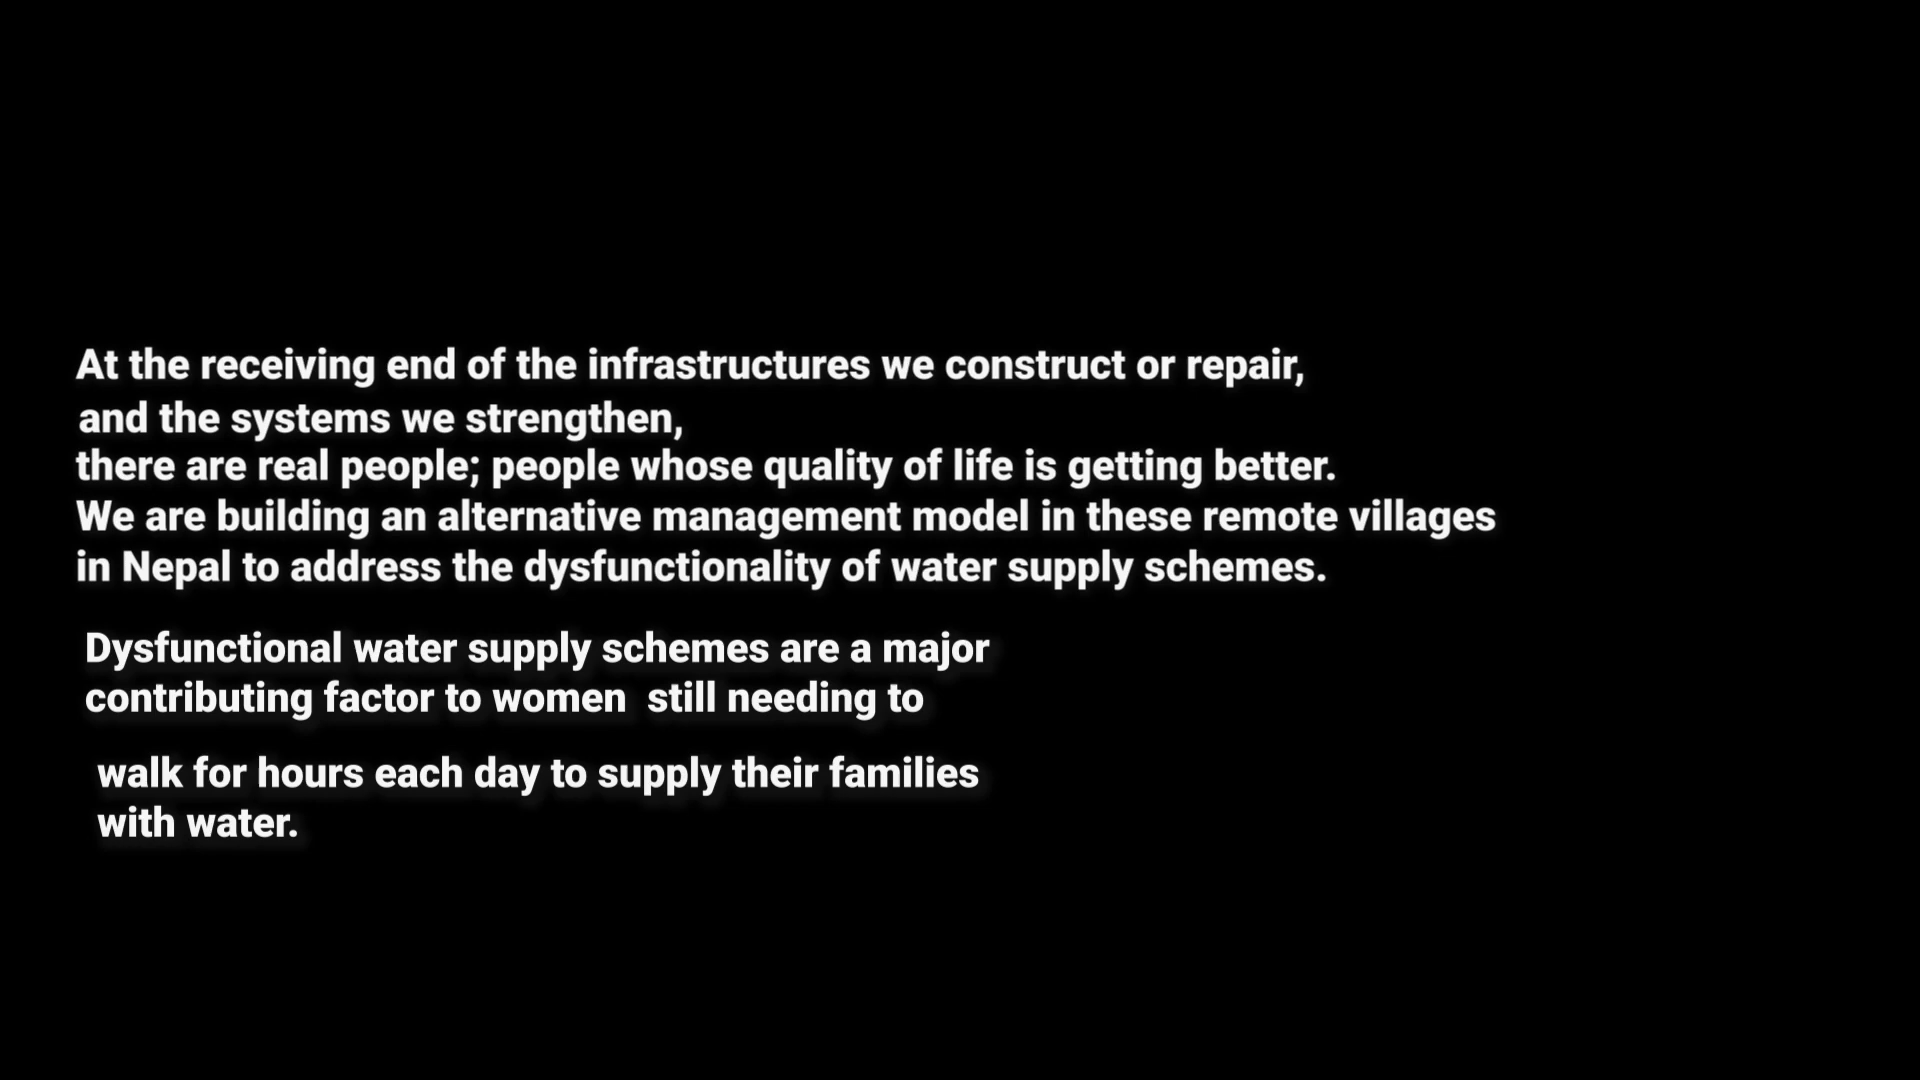 At the receiving end of the infrastructures we construct or repair,
and the systems we strengthen,
there are real people; people whose quality of life is getting better.
We are building an alternative management model in these remote villages
in Nepal to address the dysfunctionality of water supply schemes.
Dysfunctional water supply schemes are a major
contributing factor to women  still needing to
walk for hours each day to supply their families
with water.